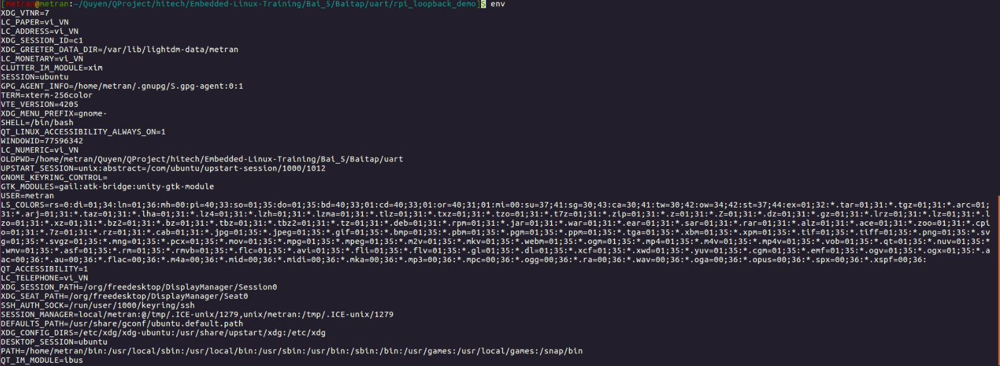 [metran@metran:~/Quyen/QProject/hitech/Embedded-Linux-Training/Bai_5/Baitap/uart/rpi_loopback_demo]$ env
XDG_VTNR=7
LC_PAPER=vi_VN
LC_ADDRESS=vi_VN
XDG_SESSION_ID=c1
XDG_GREETER_DATA_DIR=/var/lib/lightdm-data/metran
LC_MONETARY=vi_VN
CLUTTER_IM_MODULE=xim
SESSION=ubuntu
GPG_AGENT_INFO=/home/metran/.gnupg/S.gpg-agent:0:1
TERM=xterm-256color
VTE_VERSION=4205
XDG_MENU_PREFIX=gnome-
SHELL=/bin/bash
QT_LINUX_ACCESSIBILITY_ALWAYS_ON=1
WINDOWID=77596342
LC_NUMERIC=vi_VN
OLDPWD=/home/metran/Quyen/QProject/hitech/Embedded-Linux-Training/Bai_5/Baitap/uart
UPSTART_SESSION=unix:abstract=/com/ubuntu/upstart-session/1000/1012
GNOME_KEYRING_CONTROL=
GTK_MODULES=gail:atk-bridge:unity-gtk-module
USER=metran
LS_COLORS=rs=0:di=01;34:ln=01;36:mh=00:pi=40;33:so=01;35:do=01;35:bd=40;33;01:cd=40;33;01:or=40;31;01:mi=00:su=37;41:sg=30;43:ca=30;41:tw=30;42:ow=34;42:st=37;44:ex=01;32:*.tar=01;31:*.tgz=01;31:*.arc=01;
31:*.arj=01;31:*.taz=01;31:*.lha=01;31:*.lz4=01;31:*.lzh=01;31:*.lzma=01;31:*.tlz=01;31:*.txz=01;31:*.tzo=01;31:*.t7z=01;31:*.zip=01;31:*.z=01;31:*.Z=01;31:*.dz=01;31:*.gz=01;31:*.lrz=01;31:*.lz=01;31:*.l
zo=01;31:*.xz=01;31:*.bz2=01;31:*.bz=01;31:*.tbz=01;31:*.tbz2=01;31:*.tz=01;31:*.deb=01;31:*.rpm=01;31:*.jar=01;31:*.war=01;31:*.ear=01;31:*.sar=01;31:*.rar=01;31:*.alz=01;31:*.ace=01;31:*.zoo=01;31:*.cpi
o=01;31:*.7z=01;31:*.rz=01;31:*.cab=01;31:*.jpg=01;35:*.jpeg=01;35:*.gif=01;35:*.bmp=01;35:*.pbm=01;35:*.pgm=01;35:*.ppm=01;35:*.tga=01;35:*.xbm=01;35:*.xpm=01;35:*.tif=01;35:*.tiff=01;35:*.png=01;35:*.sv
g=01;35:*.svgz=01;35:*.mng=01;35:*.pcx=01;35:*.mov=01;35:*.mpg=01;35:*.mpeg=01;35:*.m2v=01;35:*.mkv=01;35:*.webm=01;35:*.ogm=01;35:*.mp4=01;35:*.m4v=01;35:*.mp4v=01;35:*.vob=01;35:*.qt=01;35:*.nuv=01;35:*
.wmv=01;35:*.asf=01;35:*.rm=01;35:*.rmvb=01;35:*.flc=01;35:*.avi=01;35:*.fli=01;35:*.flv=01;35:*.gl=01;35:*.dl=01;35:*.xcf=01;35:*.xwd=01;35:*.yuv=01;35:*.cgm=01;35:*.emf=01;35:*.ogv=01;35:*.ogx=01;35:*.a
ac=00;36:*.au=00;36:*.flac=00;36:*.m4a=00;36:*.mid=00;36:*.midi=00;36:*.mka=00;36:*.mp3=00;36:*.mpc=00;36:*.ogg=00;36:*.ra=00;36:*.wav=00;36:*.oga=00;36:*.opus=00;36:*.spx=00;36:*.xspf=00;36:
QT_ACCESSIBILITY=1
LC_TELEPHONE=vi_VN
XDG_SESSION_PATH=/org/freedesktop/DisplayManager/Session0
XDG_SEAT_PATH=/org/freedesktop/DisplayManager/Seat0
SSH_AUTH_SOCK=/run/user/1000/keyring/ssh
SESSION_MANAGER=local/metran:@/tmp/.ICE-unix/1279,unix/metran:/tmp/.ICE-unix/1279
DEFAULTS_PATH=/usr/share/gconf/ubuntu.default.path
XDG_CONFIG_DIRS=/etc/xdg/xdg-ubuntu:/usr/share/upstart/xdg:/etc/xdg
DESKTOP_SESSION=ubuntu
PATH=/home/metran/bin:/usr/local/sbin:/usr/local/bin:/usr/sbin:/usr/bin:/sbin:/bin:/usr/games:/usr/local/games:/snap/bin
QT_IM_MODULE=ibus